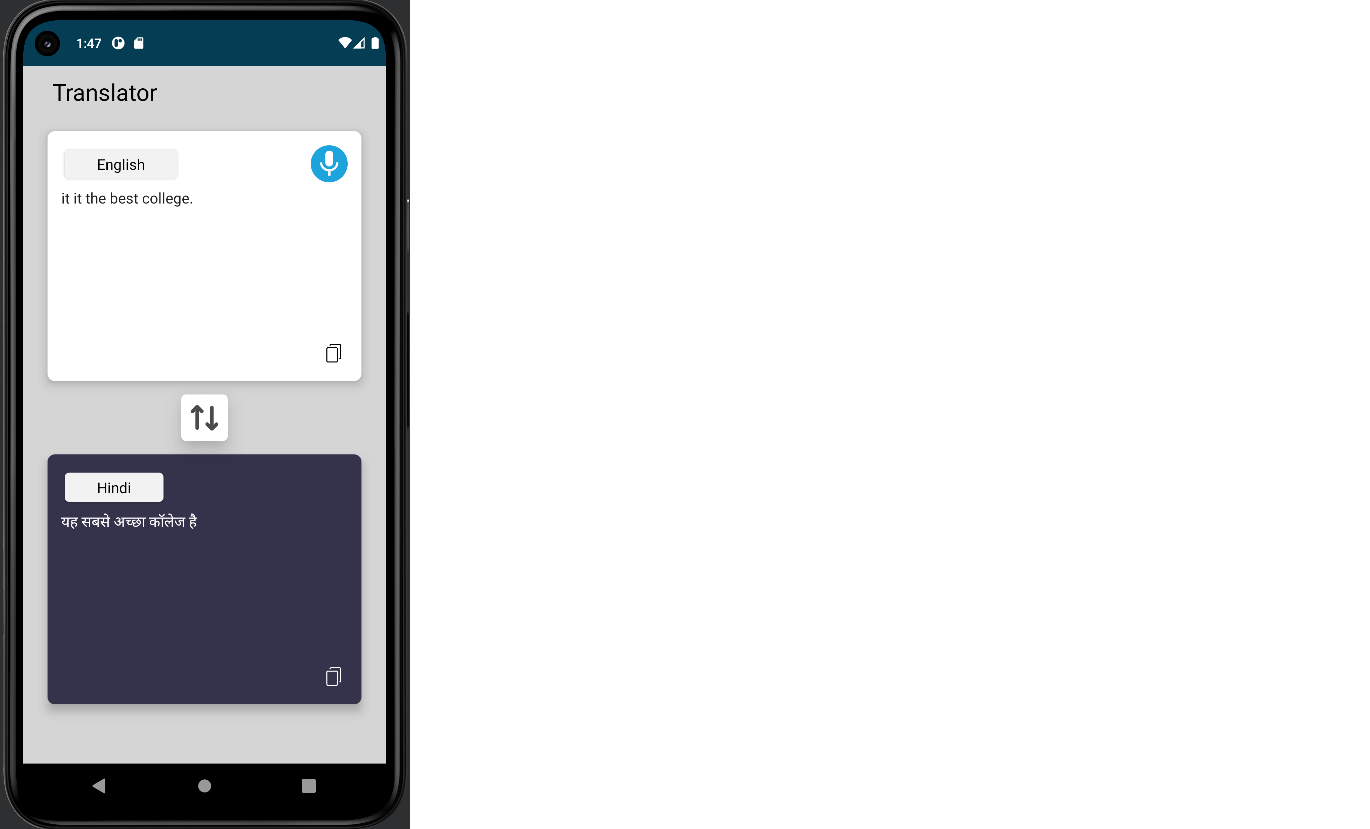 1:47
Translator
English
it it the best college.
Hindi
यह सबसे अच्छा कॉलेज है